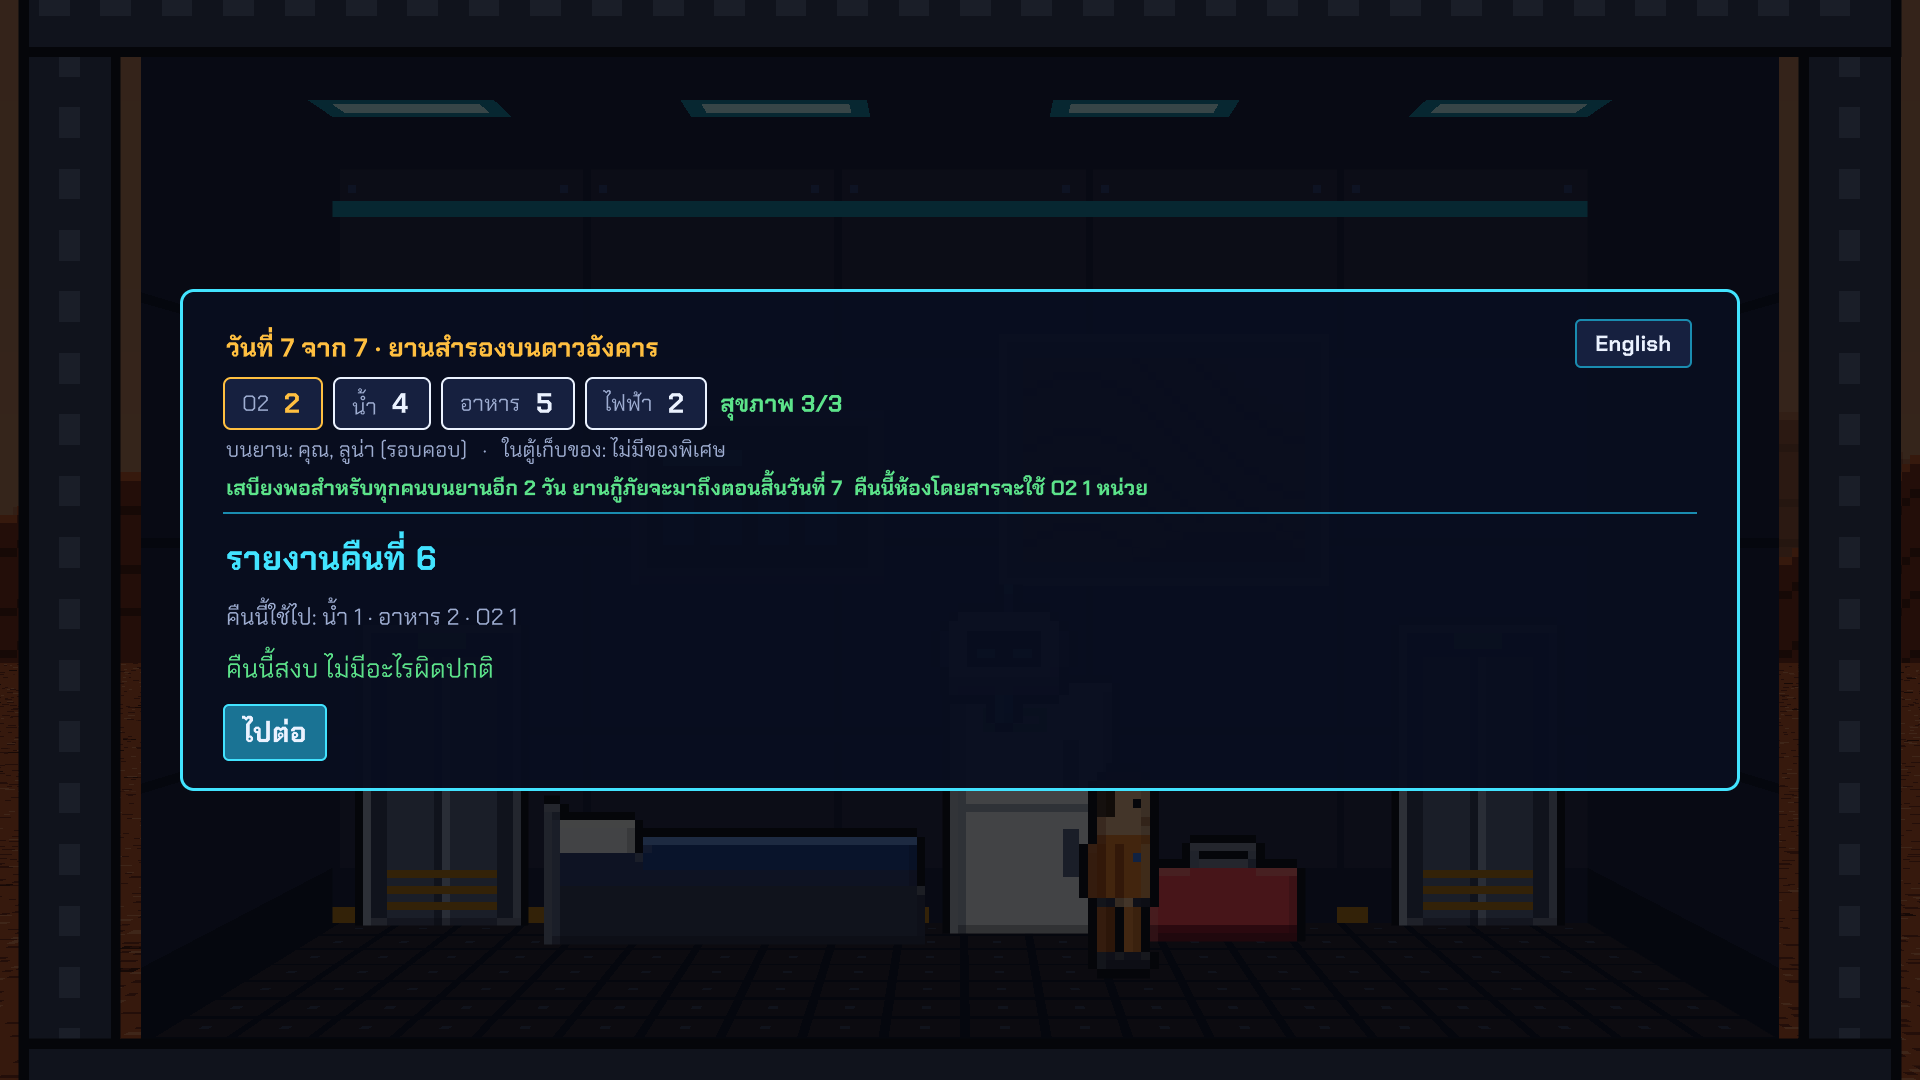 วันที่ 7 จาก 7 · ยานสำรองบนดาวอังคาร
English
O2 2 น้ำ 4 อาหาร 5 ไฟฟ้า 2 สุขภาพ 3/3
บนยาน: คุณ, ลูน่า (รอบคอบ) · ในตู้เก็บของ: ไม่มีของพิเศษ
เสบียงพอสำหรับทุกคนบนยานอีก 2 วัน ยานกู้ภัยจะมาถึงตอนสิ้นวันที่ 7 คืนนี้ห้องโดยสารจะใช้ O2 1 หน่วย
รายงานคืนที่ 6
คืนนี้ใช้ไป: น้ำ 1 · อาหาร 2 · O2 1
คืนนี้สงบ ไม่มีอะไรผิดปกติ
ไปต่อ